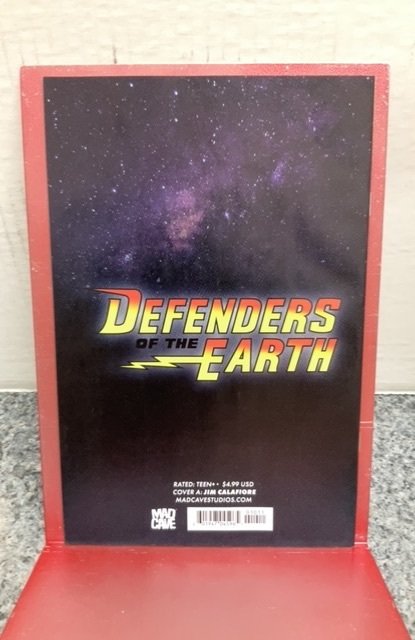 DEFENDERS
OF THE
EARTH
RATED: TEEN+ • $4.99 USD
COVER A: JIM CALAFIORE
MADCAVESTUDIOS.COM
MAD
CAVE